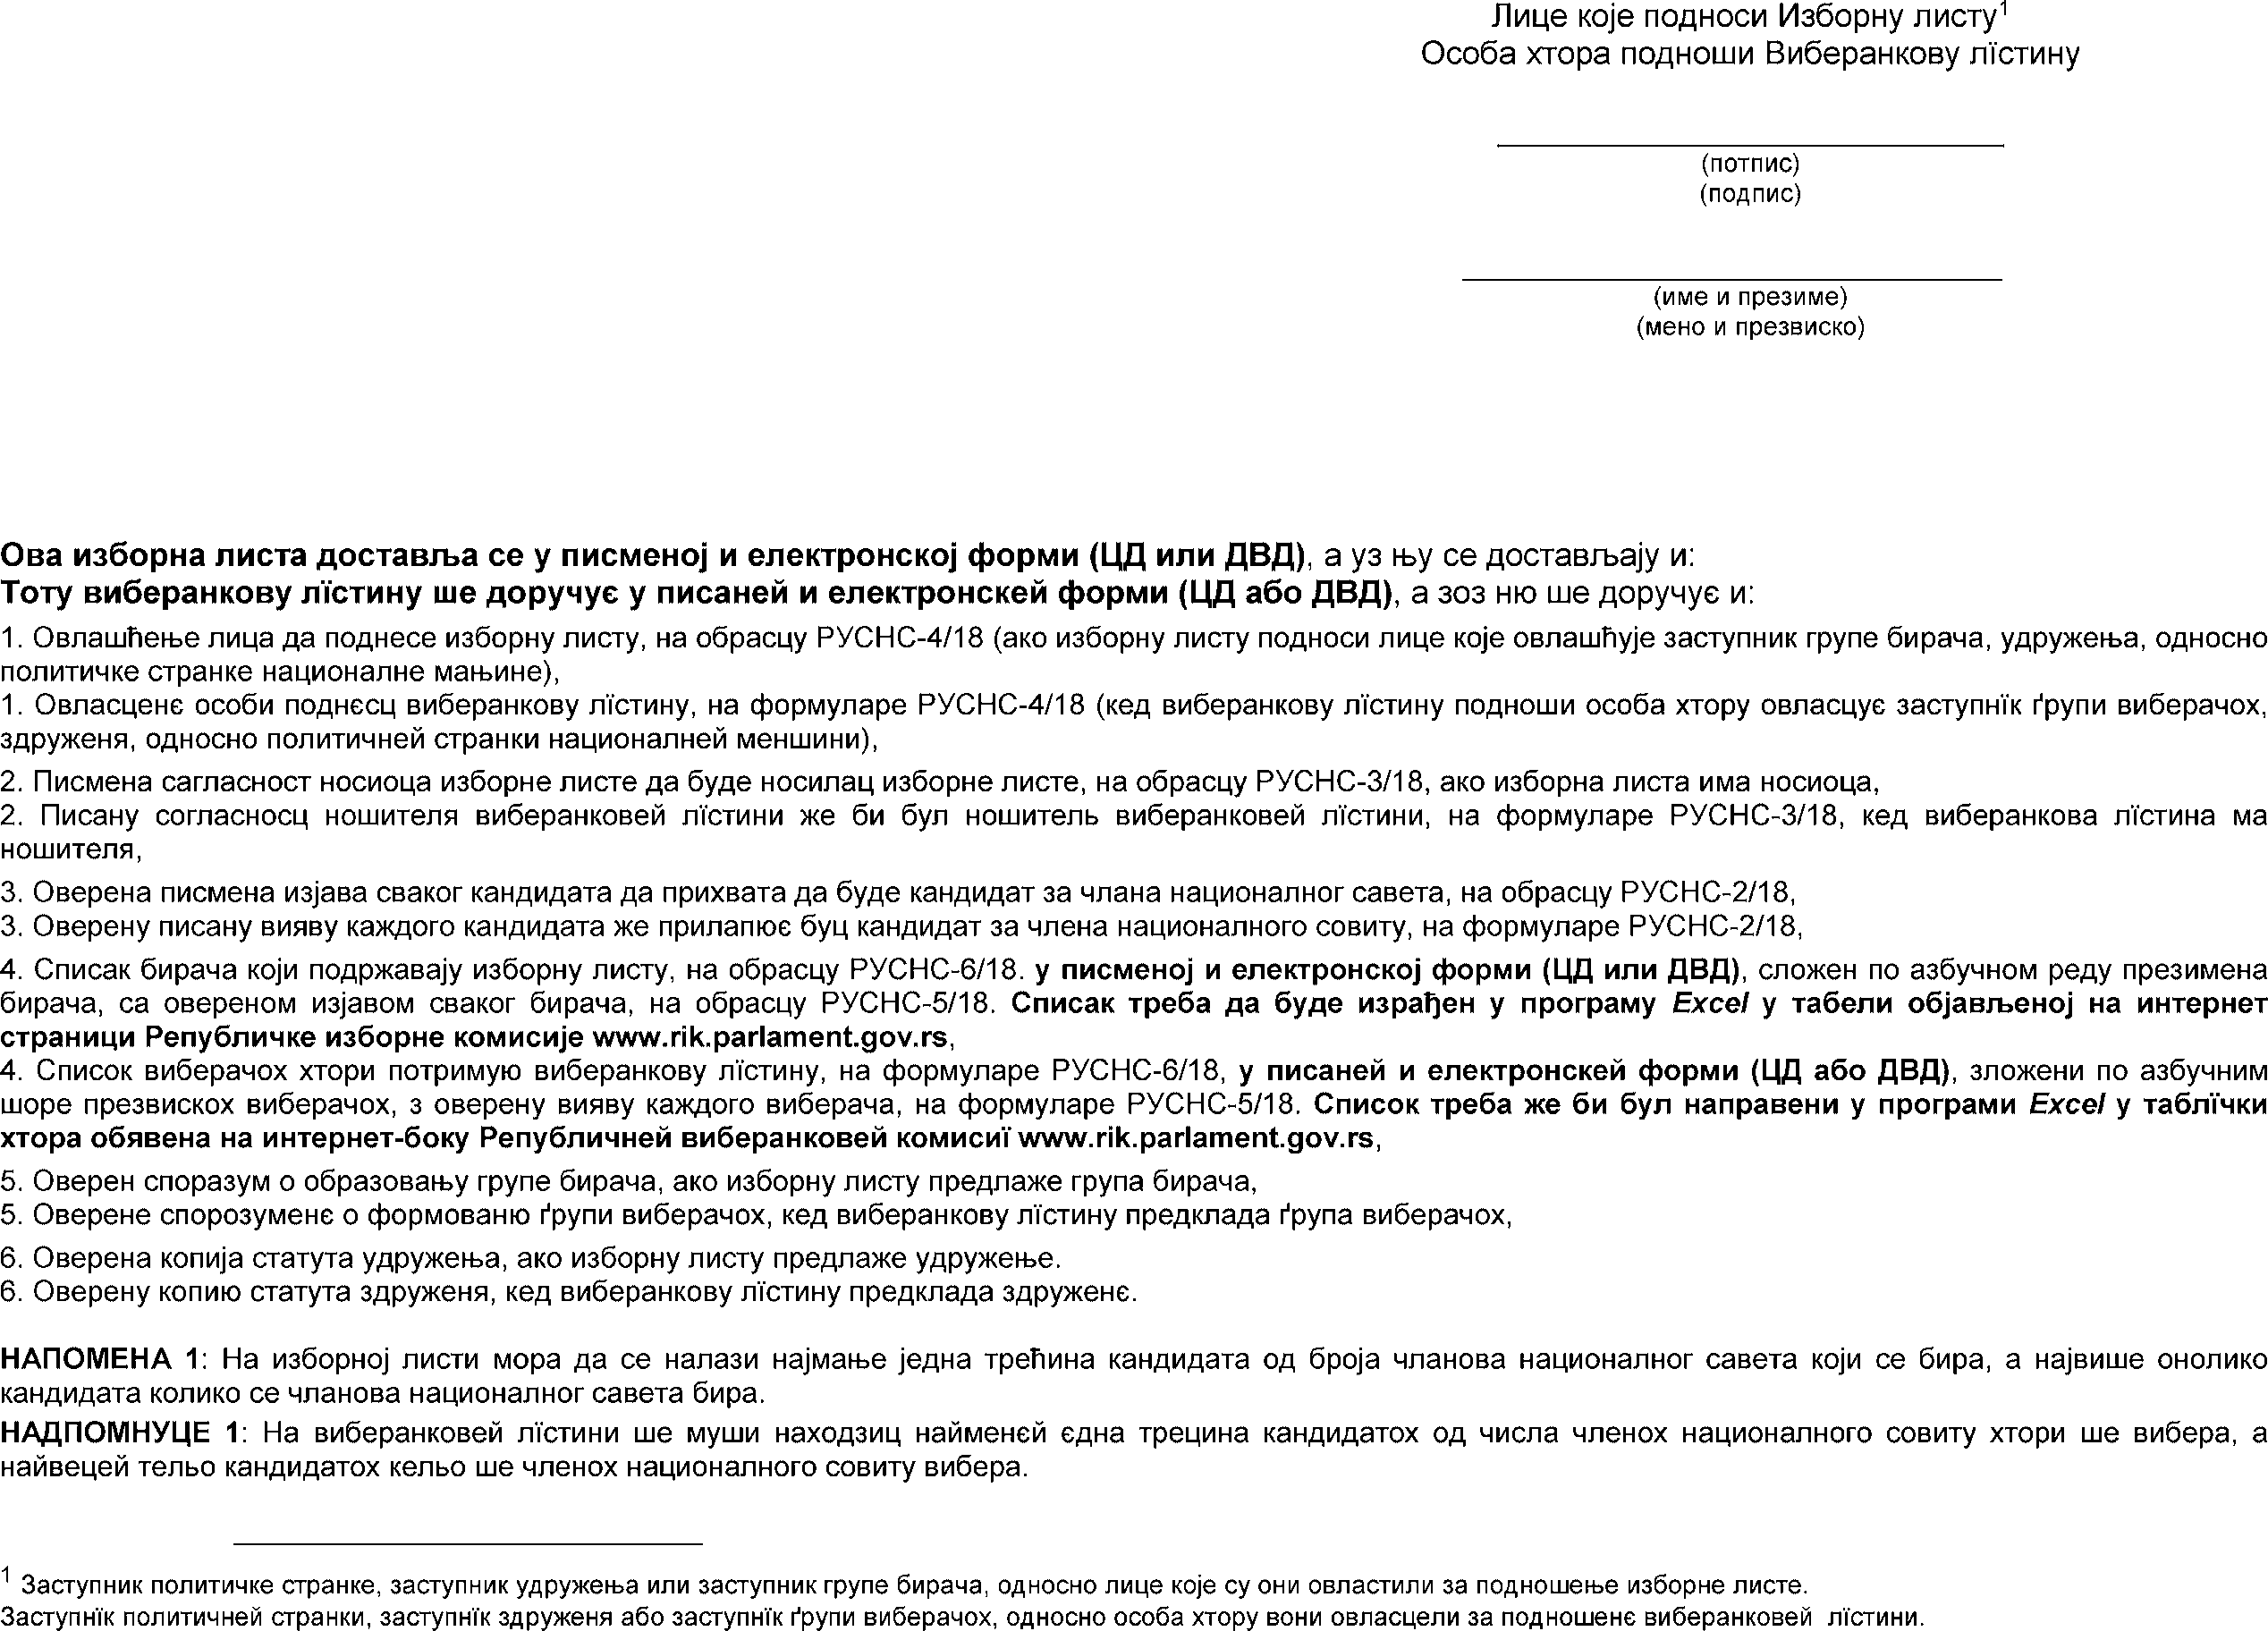 Лице које подноси Изборну листу¹
Особа хтора подноши Виберанкову лїстину
(потпис)
(подпис)
(име и презиме)
(мено и презвиско)
Ова изборна листа доставља се у писменој и електронској форми (ЦД или ДВД), а уз њу се достављају и:
Тоту виберанкову лїстину ше доручує у писаней и електронскей форми (ЦД або ДВД), а зоз ню ше доручує и:
1. Овлашћење лица да поднесе изборну листу, на обрасцу РУСНС-4/18 (ако изборну листу подноси лице које овлашћује заступник групе бирача, удружења, односно
политичке странке националне мањине),
1. Овласценє особи поднєсц виберанкову лїстину, на формуларе РУСНС-4/18 (кед виберанкову лїстину подноши особа хтору овласцує заступнїк ґрупи виберачох,
здруженя, односно политичней странки националней меншини),
2. Писмена сагласност носиоца изборне листе да буде носилац изборне листе, на обрасцу РУСНС-3/18, ако изборна листа има носиоца,
2. Писану согласносц ношителя виберанковей лїстини же би бул ношитель виберанковей лїстини, на формуларе РУСНС-3/18, кед виберанкова лїстина ма
ношителя,
3. Оверена писмена изјава сваког кандидата да прихвата да буде кандидат за члана националног савета, на обрасцу РУСНС-2/18,
3. Оверену писану вияву каждого кандидата же прилапює буц кандидат за члена националного совиту, на формуларе РУСНС-2/18,
4. Списак бирача који подржавају изборну листу, на обрасцу РУСНС-6/18. у писменој и електронској форми (ЦД или ДВД), сложен по азбучном реду презимена
бирача, са овереном изјавом сваког бирача, на обрасцу РУСНС-5/18. Списак треба да буде израђен у програму Excel у табели објављеној на интернет
страници Републичке изборне комисије www.rik.parlament.gov.rs,
4. Список виберачох хтори потримую виберанкову лїстину, на формуларе РУСНС-6/18, у писаней и електронскей форми (ЦД або ДВД), зложени по азбучним
шоре презвискох виберачох, з оверену вияву каждого виберача, на формуларе РУСНС-5/18. Список треба же би бул направени у програми Excel у таблїчки
хтора обявена на интернет-боку Републичней виберанковей комисиї www.rik.parlament.gov.rs,
5. Оверен споразум о образовању групе бирача, ако изборну листу предлаже група бирача,
5. Оверене спорозуменє о формованю ґрупи виберачох, кед виберанкову лїстину предклада ґрупа виберачох,
6. Оверена копија статута удружења, ако изборну листу предлаже удружење.
6. Оверену копию статута здруженя, кед виберанкову лїстину предклада здруженє.
НАПОМЕНА 1: На изборној листи мора да се налази најмање једна трећина кандидата од броја чланова националног савета који се бира, а највише онолико
кандидата колико се чланова националног савета бира.
НАДПОМНУЦЕ 1: На виберанковей лїстини ше муши находзиц найменєй єдна трецина кандидатох од числа членох националного совиту хтори ше вибера, а
найвецей тельо кандидатох кельо ше членох националного совиту вибера.
¹ Заступник политичке странке, заступник удружења или заступник групе бирача, односно лице које су они овластили за подношење изборне листе.
Заступнїк политичней странки, заступнїк здруженя або заступнїк ґрупи виберачох, односно особа хтору вони овласцели за подношенє виберанковей лїстини.